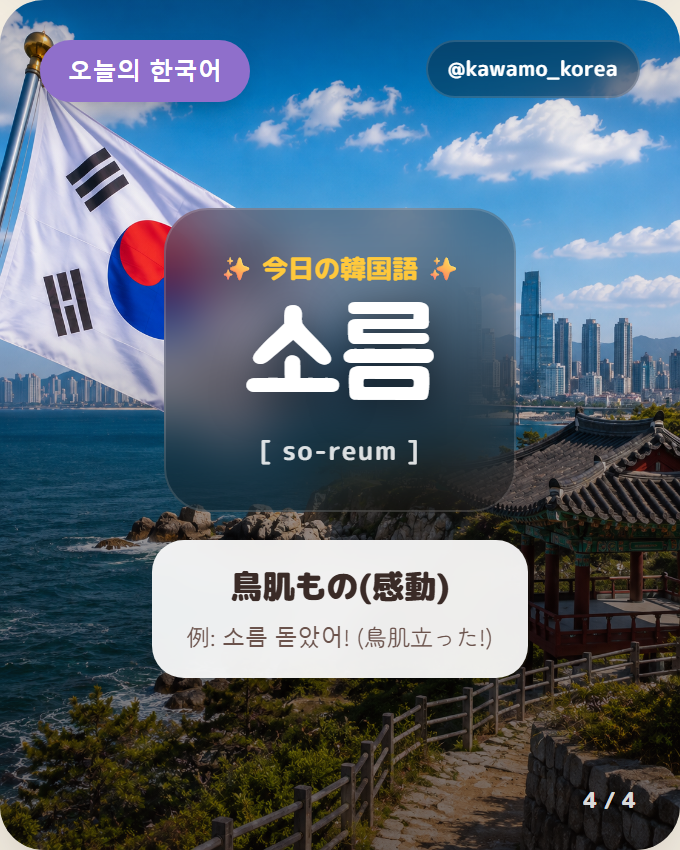 오늘의 한국어
@kawamo_korea
✨ 今日の韓国語 ✨
소름
[ so-reum ]
鳥肌もの(感動)
例: 소름 돋았어! (鳥肌立った!)
4 / 4